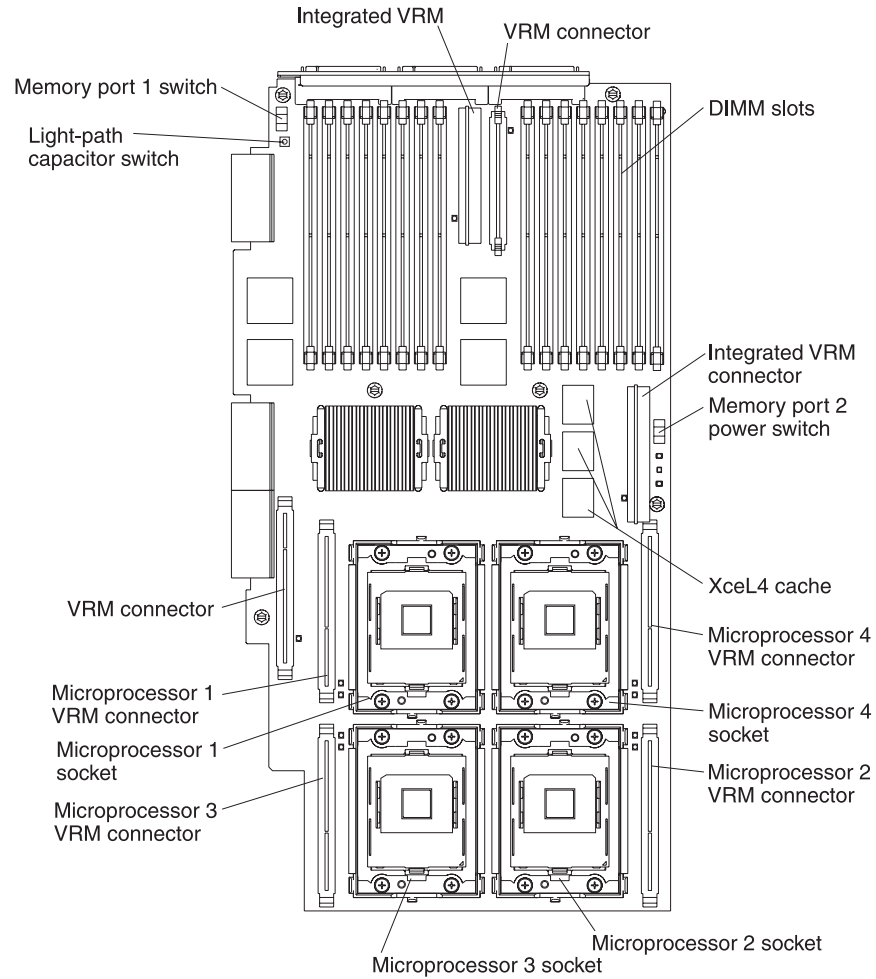 Integrated VRM
VRM connector
Memory port 1 switch
DIMM slots
Light-path
capacitor switch
Integrated VRM
connector
Memory port 2
power switch
XceL4 cache
VRM connector
Microprocessor 4
VRM connector
Microprocessor 1
VRM connector
Microprocessor 4
socket
Microprocessor 1
socket
Microprocessor 2
VRM connector
Microprocessor 3
VRM connector
Microprocessor 2 socket
Microprocessor 3 socket